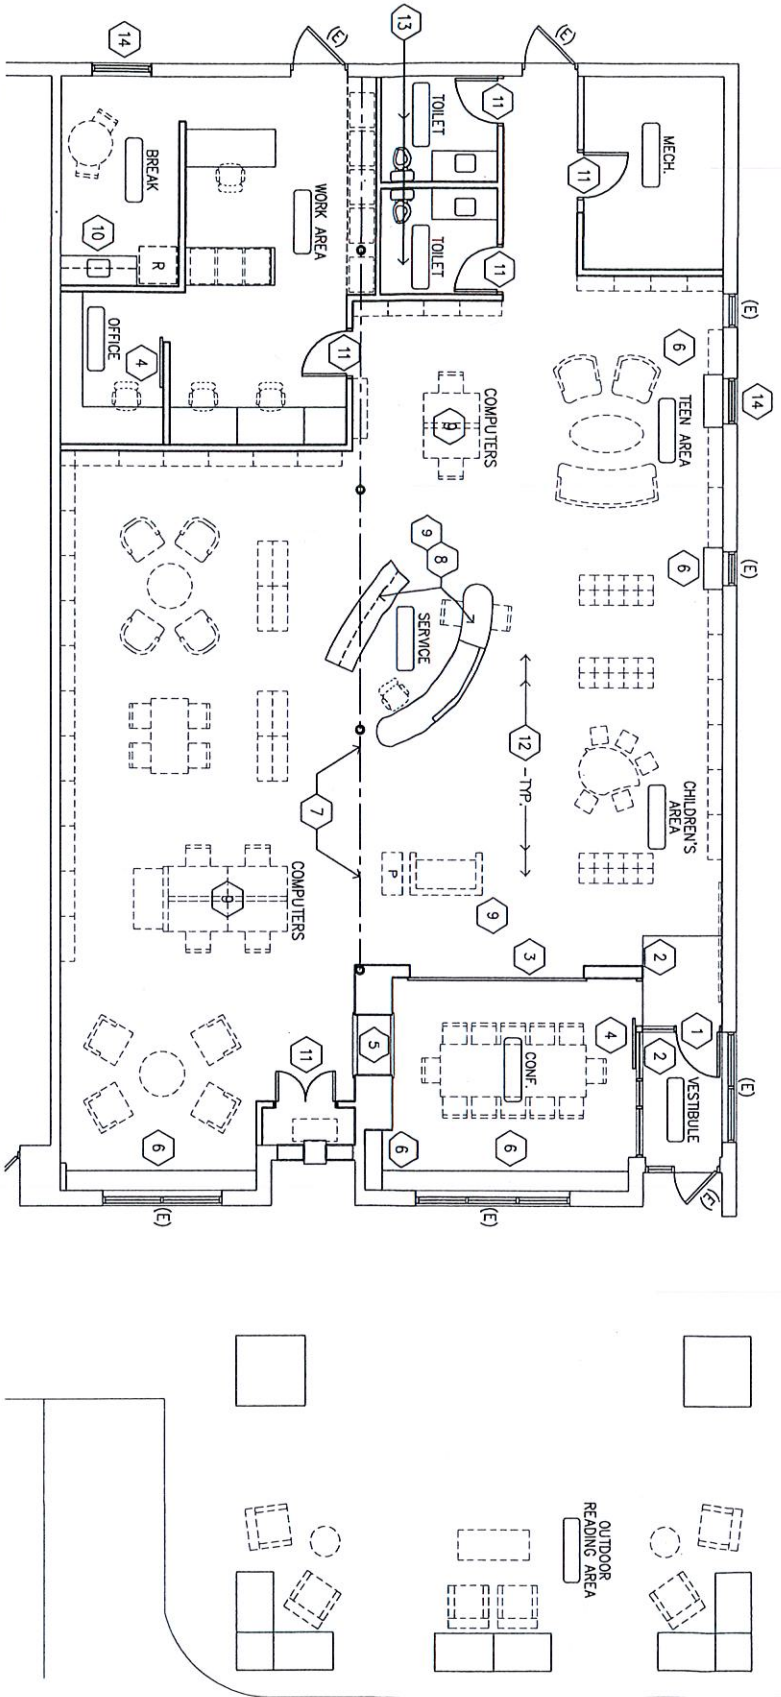 (E)
14
(E)
(E)
(E)
1
VESTIBULE
CHILDREN'S
AREA
TEEN AREA
6
6
MECH.
2
2
4
OUTDOOR
READING AREA
11
(E)
CONF.
3
12 - TYP.
6
11
11
COMPUTERS
9
(E)
9
TOILET
TOILET
8
9
SERVICE
13
6
P
5
11
(E)
WORK AREA
7
11
COMPUTERS
9
BREAK
R
6
(E)
4
14
OFFICE
10